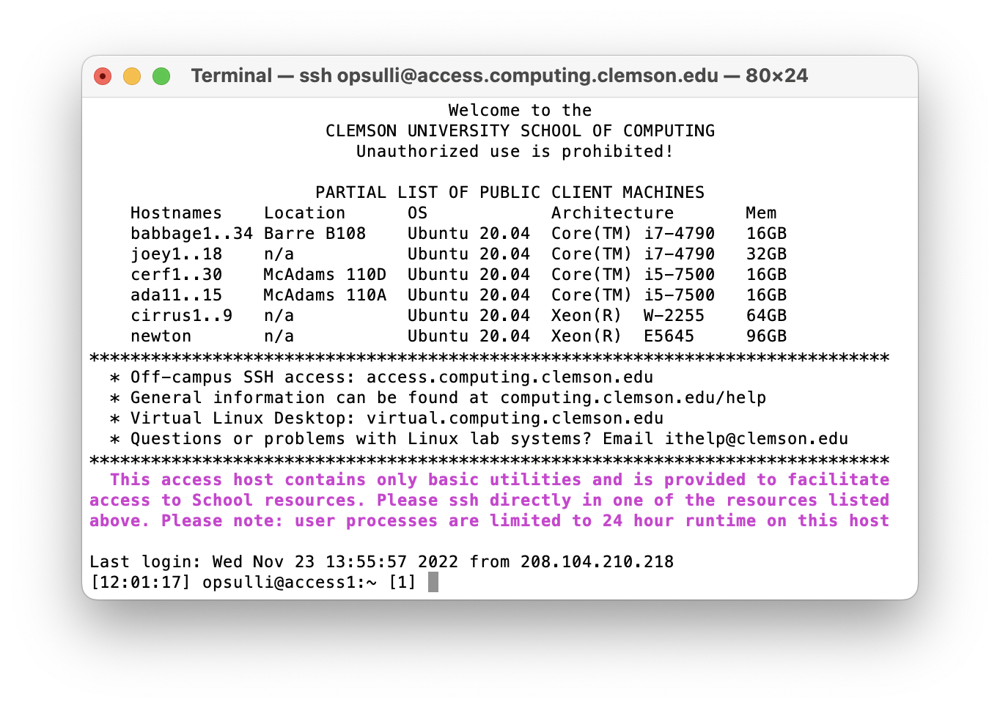 Terminal — ssh opsulli@access.computing.clemson.edu — 80×24
Welcome to the
CLEMSON UNIVERSITY SCHOOL OF COMPUTING
Unauthorized use is prohibited!
PARTIAL LIST OF PUBLIC CLIENT MACHINES
Hostnames    Location      OS            Architecture       Mem
babbage1..34 Barre B108    Ubuntu 20.04  Core(TM) i7-4790   16GB
joey1..18    n/a           Ubuntu 20.04  Core(TM) i7-4790   32GB
cerf1..30    McAdams 110D  Ubuntu 20.04  Core(TM) i5-7500   16GB
ada11..15    McAdams 110A  Ubuntu 20.04  Core(TM) i5-7500   16GB
cirrus1..9   n/a           Ubuntu 20.04  Xeon(R)  W-2255    64GB
newton       n/a           Ubuntu 20.04  Xeon(R)  E5645     96GB
******************************************************************************
* Off-campus SSH access: access.computing.clemson.edu
* General information can be found at computing.clemson.edu/help
* Virtual Linux Desktop: virtual.computing.clemson.edu
* Questions or problems with Linux lab systems? Email ithelp@clemson.edu
******************************************************************************
This access host contains only basic utilities and is provided to facilitate
access to School resources. Please ssh directly in one of the resources listed
above. Please note: user processes are limited to 24 hour runtime on this host
Last login: Wed Nov 23 13:55:57 2022 from 208.104.210.218
[12:01:17] opsulli@access1:~ [1]